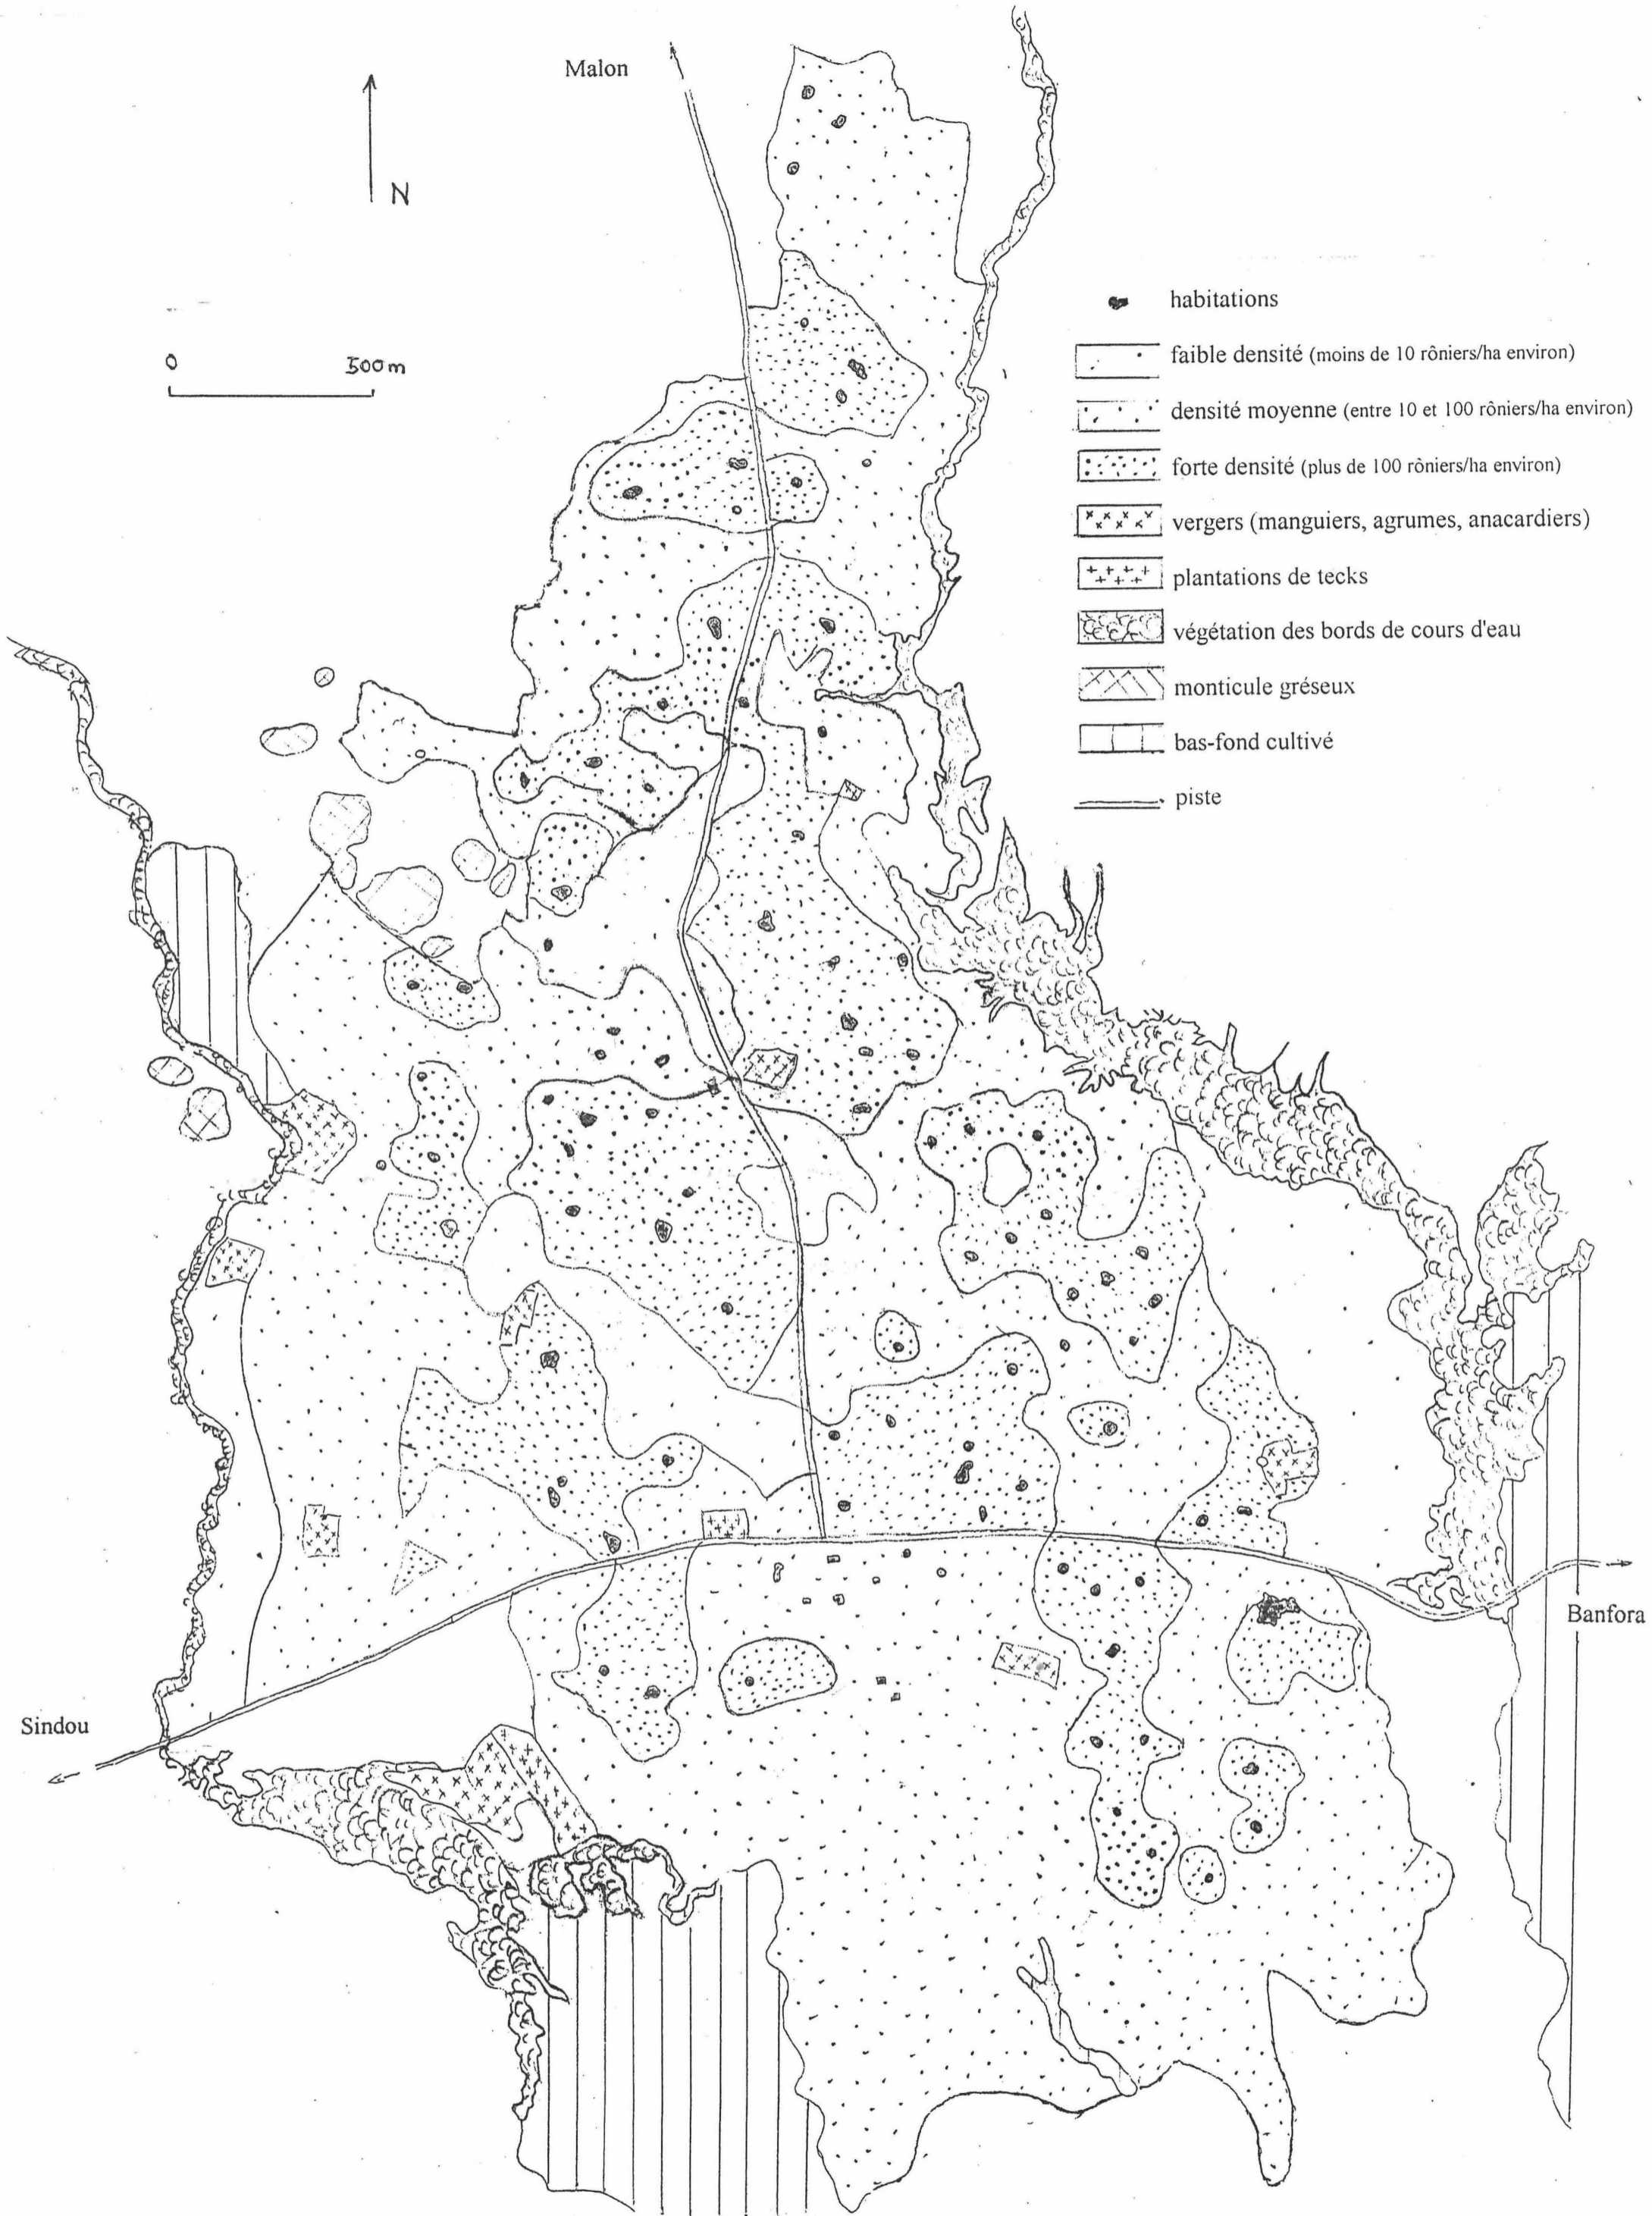 Malon
N
0 500m
habitations
faible densité (moins de 10 rôniers/ha environ)
densité moyenne (entre 10 et 100 rôniers/ha environ)
forte densité (plus de 100 rôniers/ha environ)
vergers (manguiers, agrumes, anacardiers)
plantations de tecks
végétation des bords de cours d'eau
monticule gréseux
bas-fond cultivé
piste
Banfora
Sindou